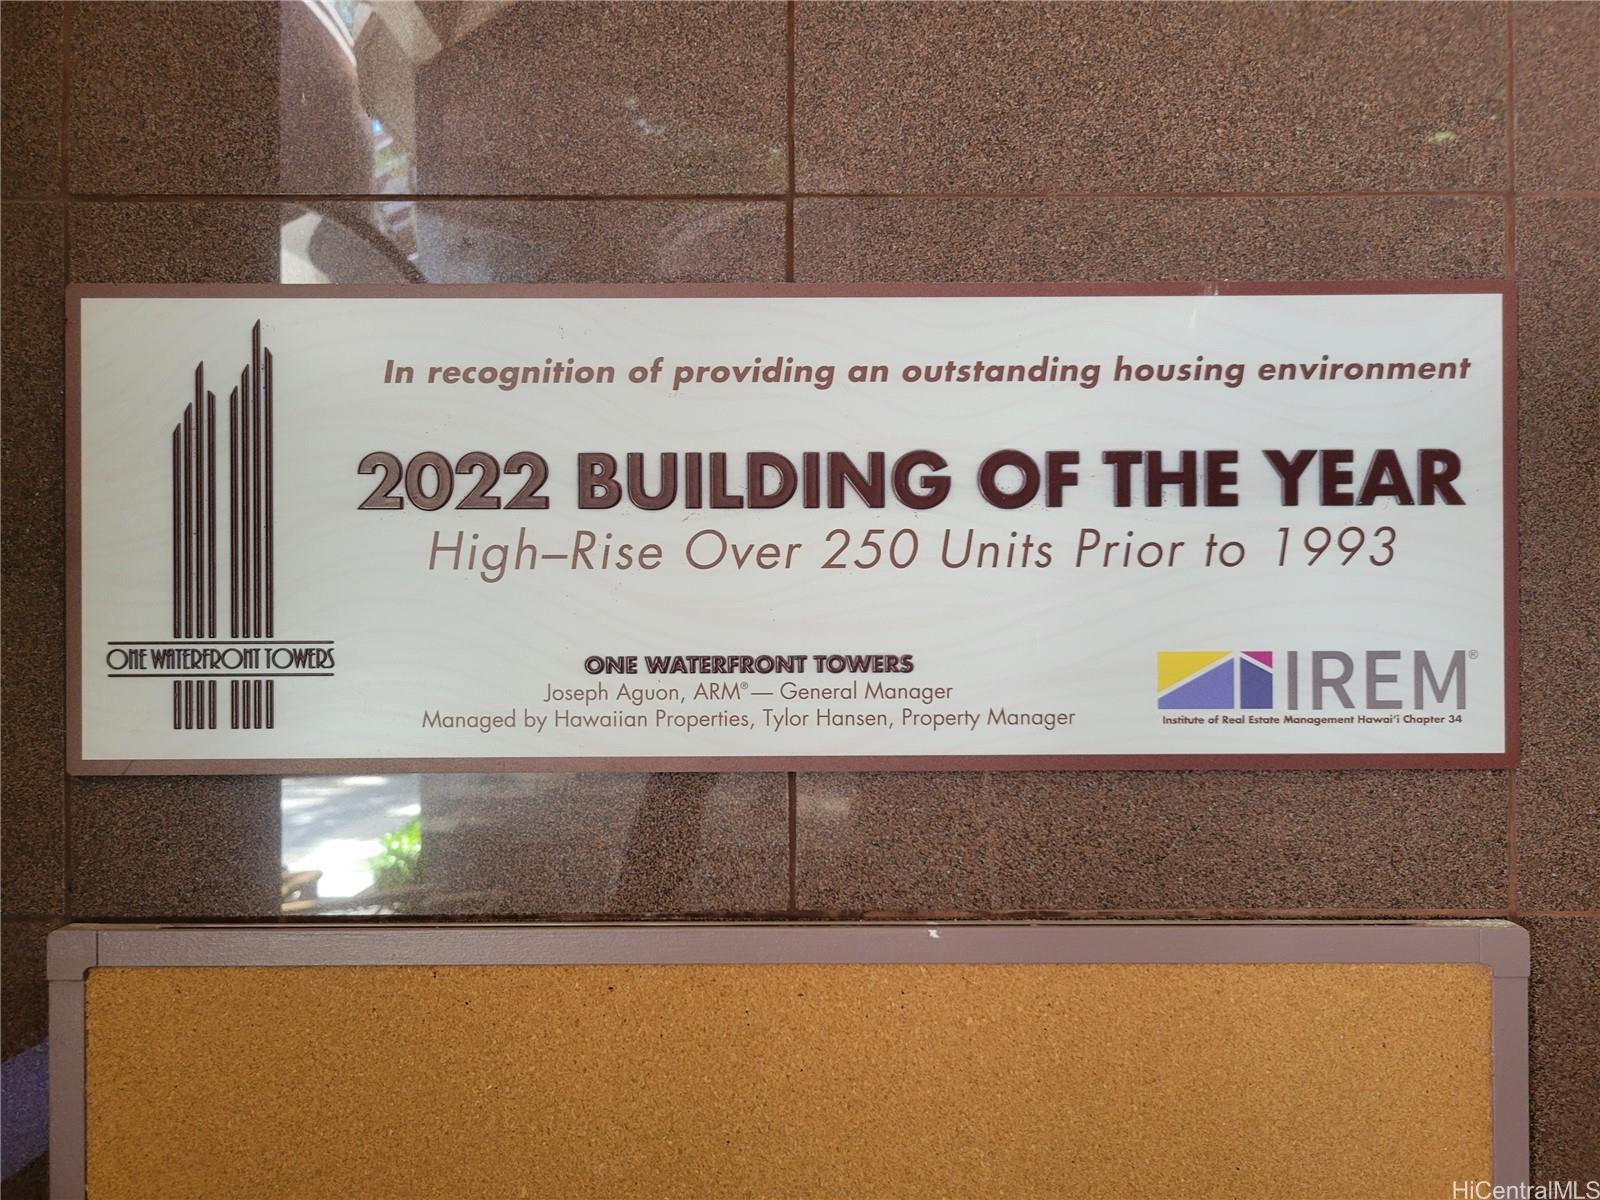 In recognition of providing an outstanding housing environment
2022 BUILDING OF THE YEAR
High–Rise Over 250 Units Prior to 1993
ONE WATERFRONT TOWERS
ONE WATERFRONT TOWERS
Joseph Aguon, ARM® — General Manager
Managed by Hawaiian Properties, Tylor Hansen, Property Manager
IREM®
Institute of Real Estate Management Hawai'i Chapter 34
HiCentralMLS